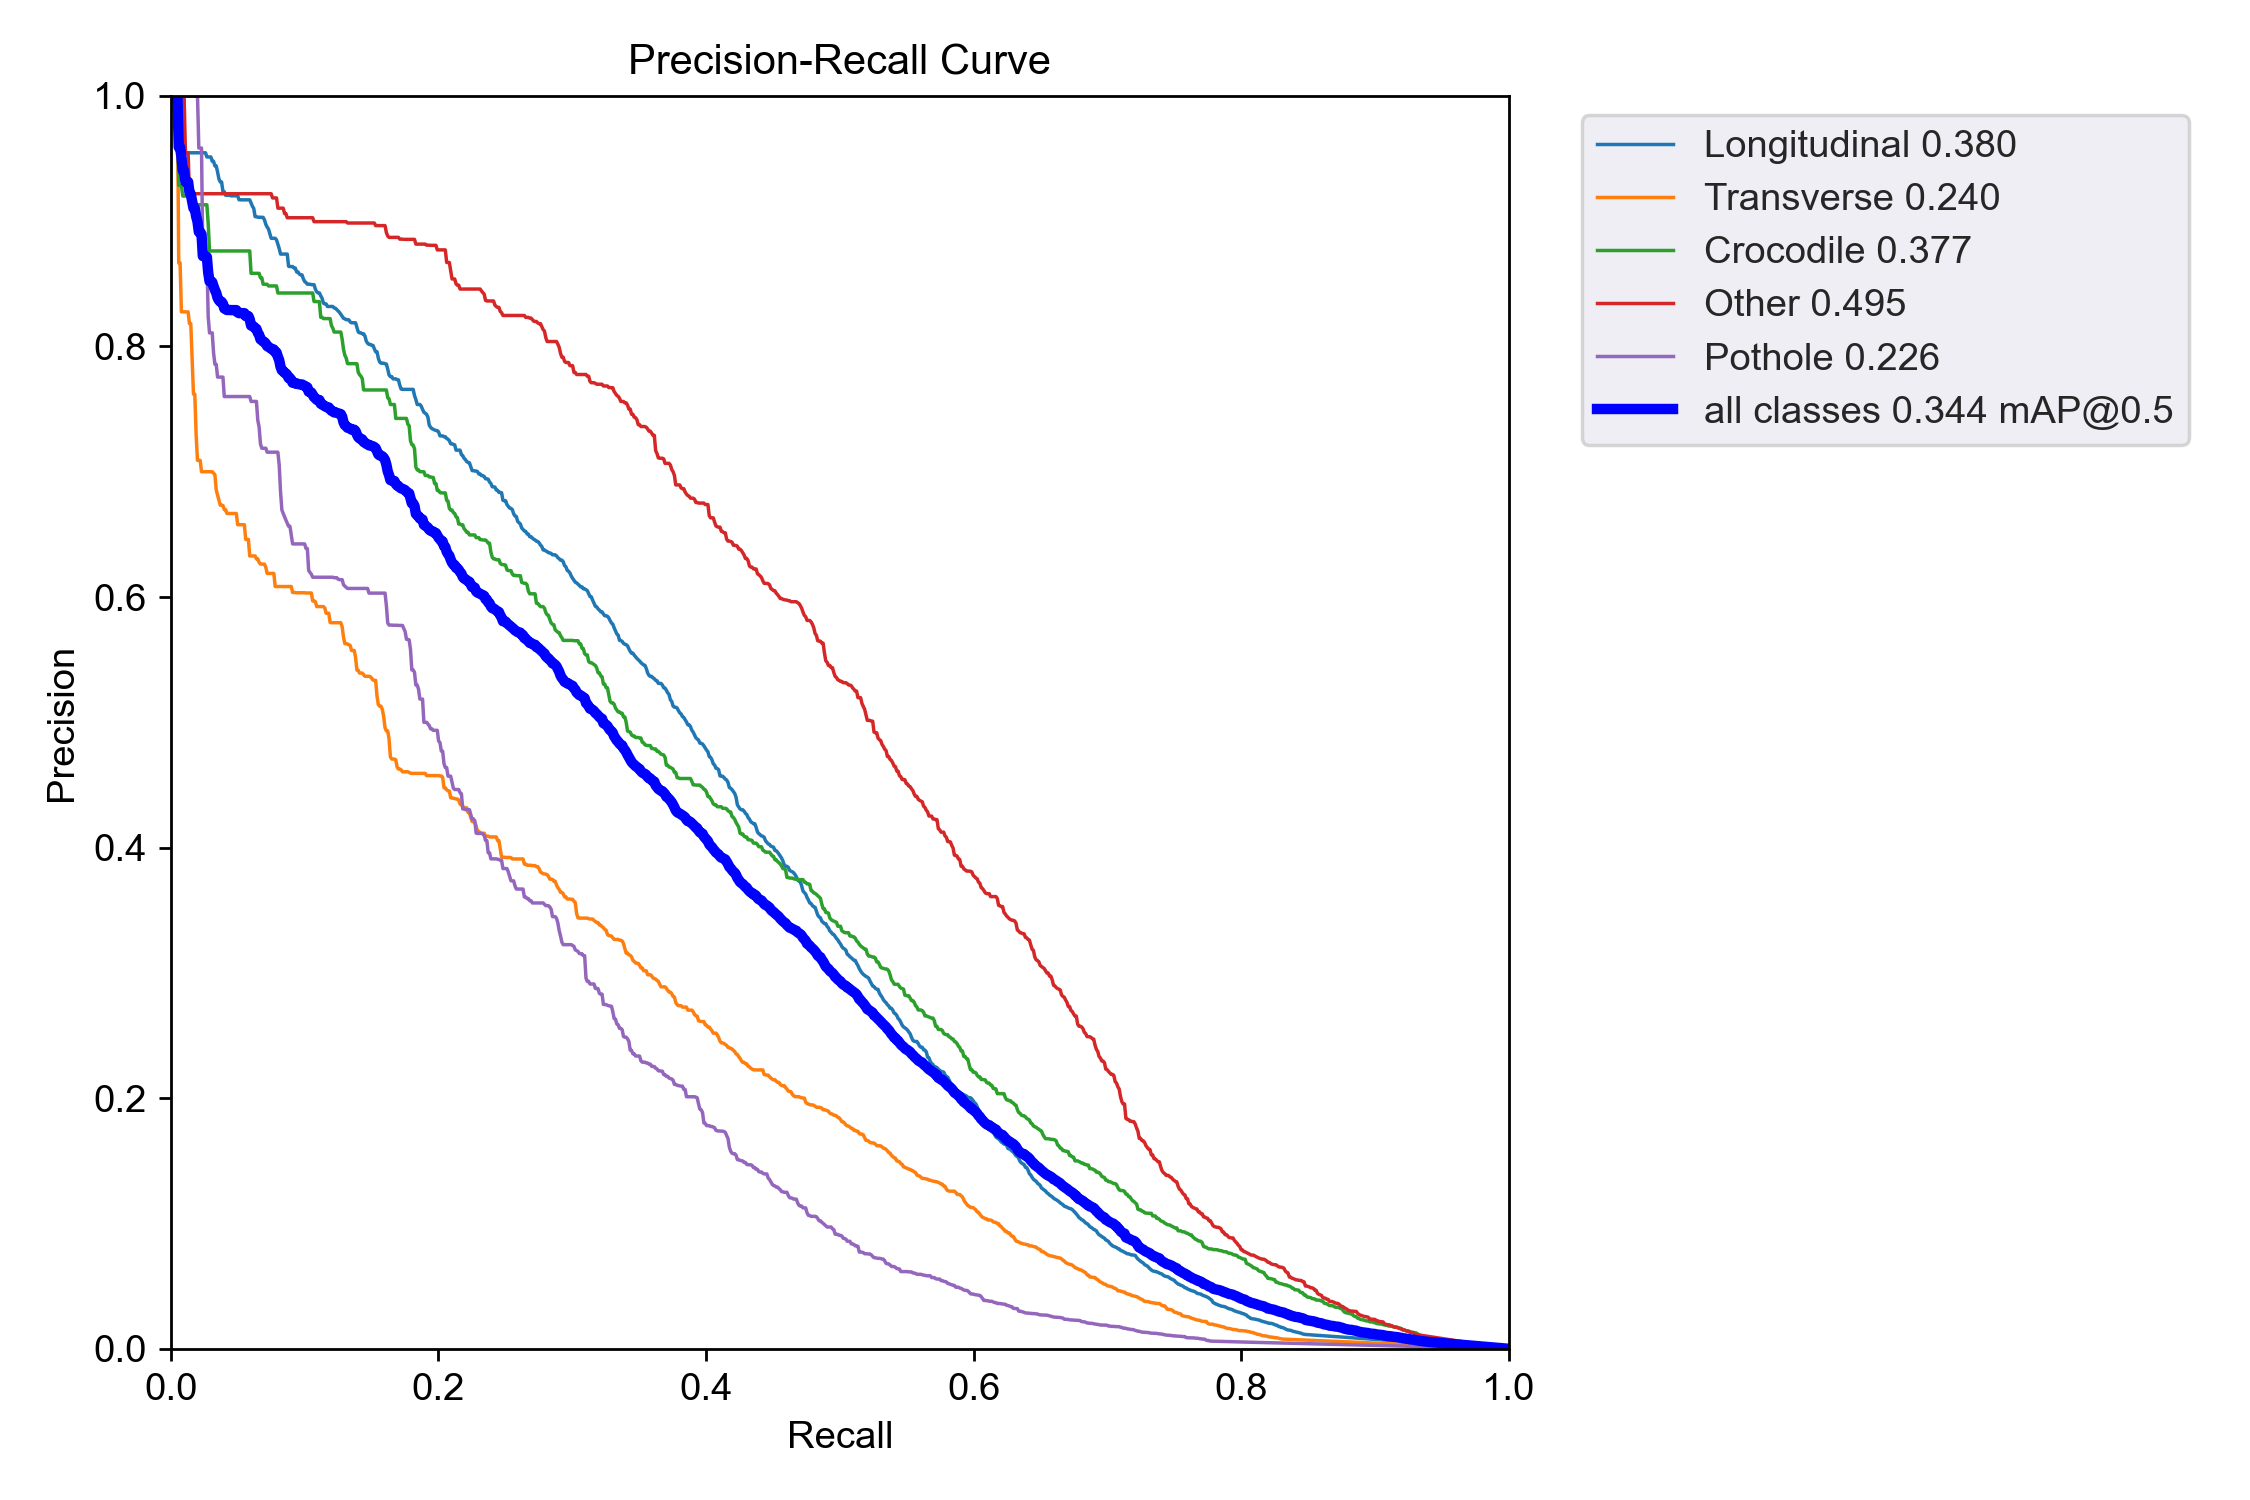 Precision-Recall Curve
1.0
0.8
0.6
0.4
0.2
0.0
Precision
0.0 0.2 0.4 0.6 0.8 1.0
Recall
Longitudinal 0.380
Transverse 0.240
Crocodile 0.377
Other 0.495
Pothole 0.226
all classes 0.344 mAP@0.5